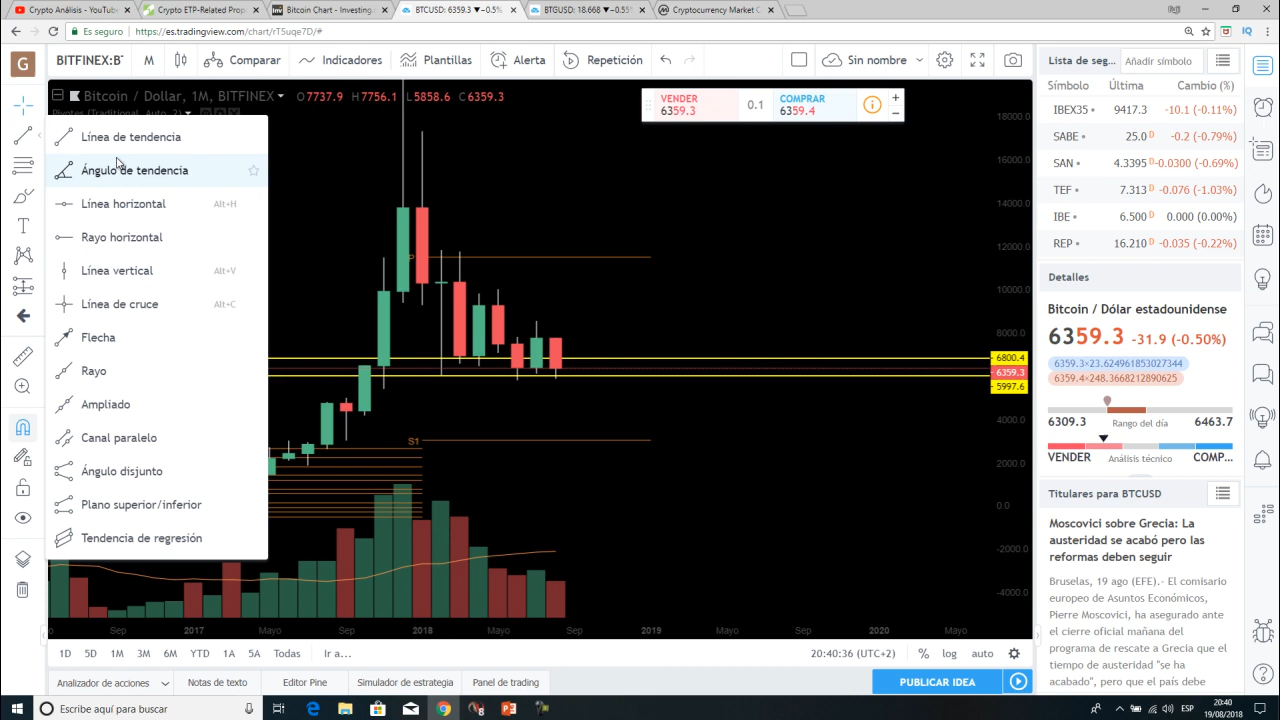 Crypto Análisis - YouTub
Crypto ETP-Related Propo
Bitcoin Chart - Investing.c
BTCUSD: 6359.3 ▼−0.5%
BTGUSD: 18.668 ▼−0.55%
Cryptocurrency Market C
Es seguro
https://es.tradingview.com/chart/rT5uqe7D/#
G
BITFINEX:B
M
Comparar
Indicadores
Plantillas
Alerta
Repetición
Sin nombre
Bitcoin / Dollar, 1M, BITFINEX
O7737.9 H7756.1 L5858.6 C6359.3
Pivotes (Traditional, Auto, 2)
VENDER
6359.3
0.1
COMPRAR
6359.4
Línea de tendencia
Ángulo de tendencia
Línea horizontal Alt+H
Rayo horizontal
Línea vertical Alt+V
Línea de cruce Alt+C
Flecha
Rayo
Ampliado
Canal paralelo
Ángulo disjunto
Plano superior/inferior
Tendencia de regresión
P
S1
18000.0
16000.0
14000.0
12000.0
10000.0
8000.0
6800.4
6359.3
5997.6
4000.0
2000.0
0.0
-2000.0
-4000.0
Sep 2017 Mayo Sep 2018 Mayo Sep 2019 Mayo Sep 2020 Mayo
1D 5D 1M 3M 6M YTD 1A 5A Todas Ir a...
20:40:36 (UTC+2) % log auto
Analizador de acciones
Notas de texto
Editor Pine
Simulador de estrategia
Panel de trading
PUBLICAR IDEA
Lista de seg...
Añadir símbolo
Símbolo Última Cambio (%)
IBEX35 9417.3 -10.1 (0.11%)
SABE 25.0 D -0.2 (0.79%)
SAN 4.3395 D -0.0300 (-0.69%)
TEF 7.313 D -0.076 (-1.03%)
IBE 6.500 D 0.000 (0.00%)
REP 16.210 D -0.035 (-0.22%)
Detalles
Bitcoin / Dólar estadounidense
6359.3 -31.9 (-0.50%)
6359.3×23.624961853027344
6359.4×248.3668212890625
6309.3 Rango del día 6463.7
VENDER Análisis técnico COMP...
Titulares para BTCUSD
Moscovici sobre Grecia: La
austeridad se acabó pero las
reformas deben seguir
Bruselas, 19 ago (EFE).- El comisario
europeo de Asuntos Económicos,
Pierre Moscovici, ha asegurado ante
el cierre oficial mañana del
programa de rescate a Grecia que el
tiempo de austeridad "se ha
acabado", pero que el país debe
Escribe aquí para buscar
ESP
20:40
19/08/2018